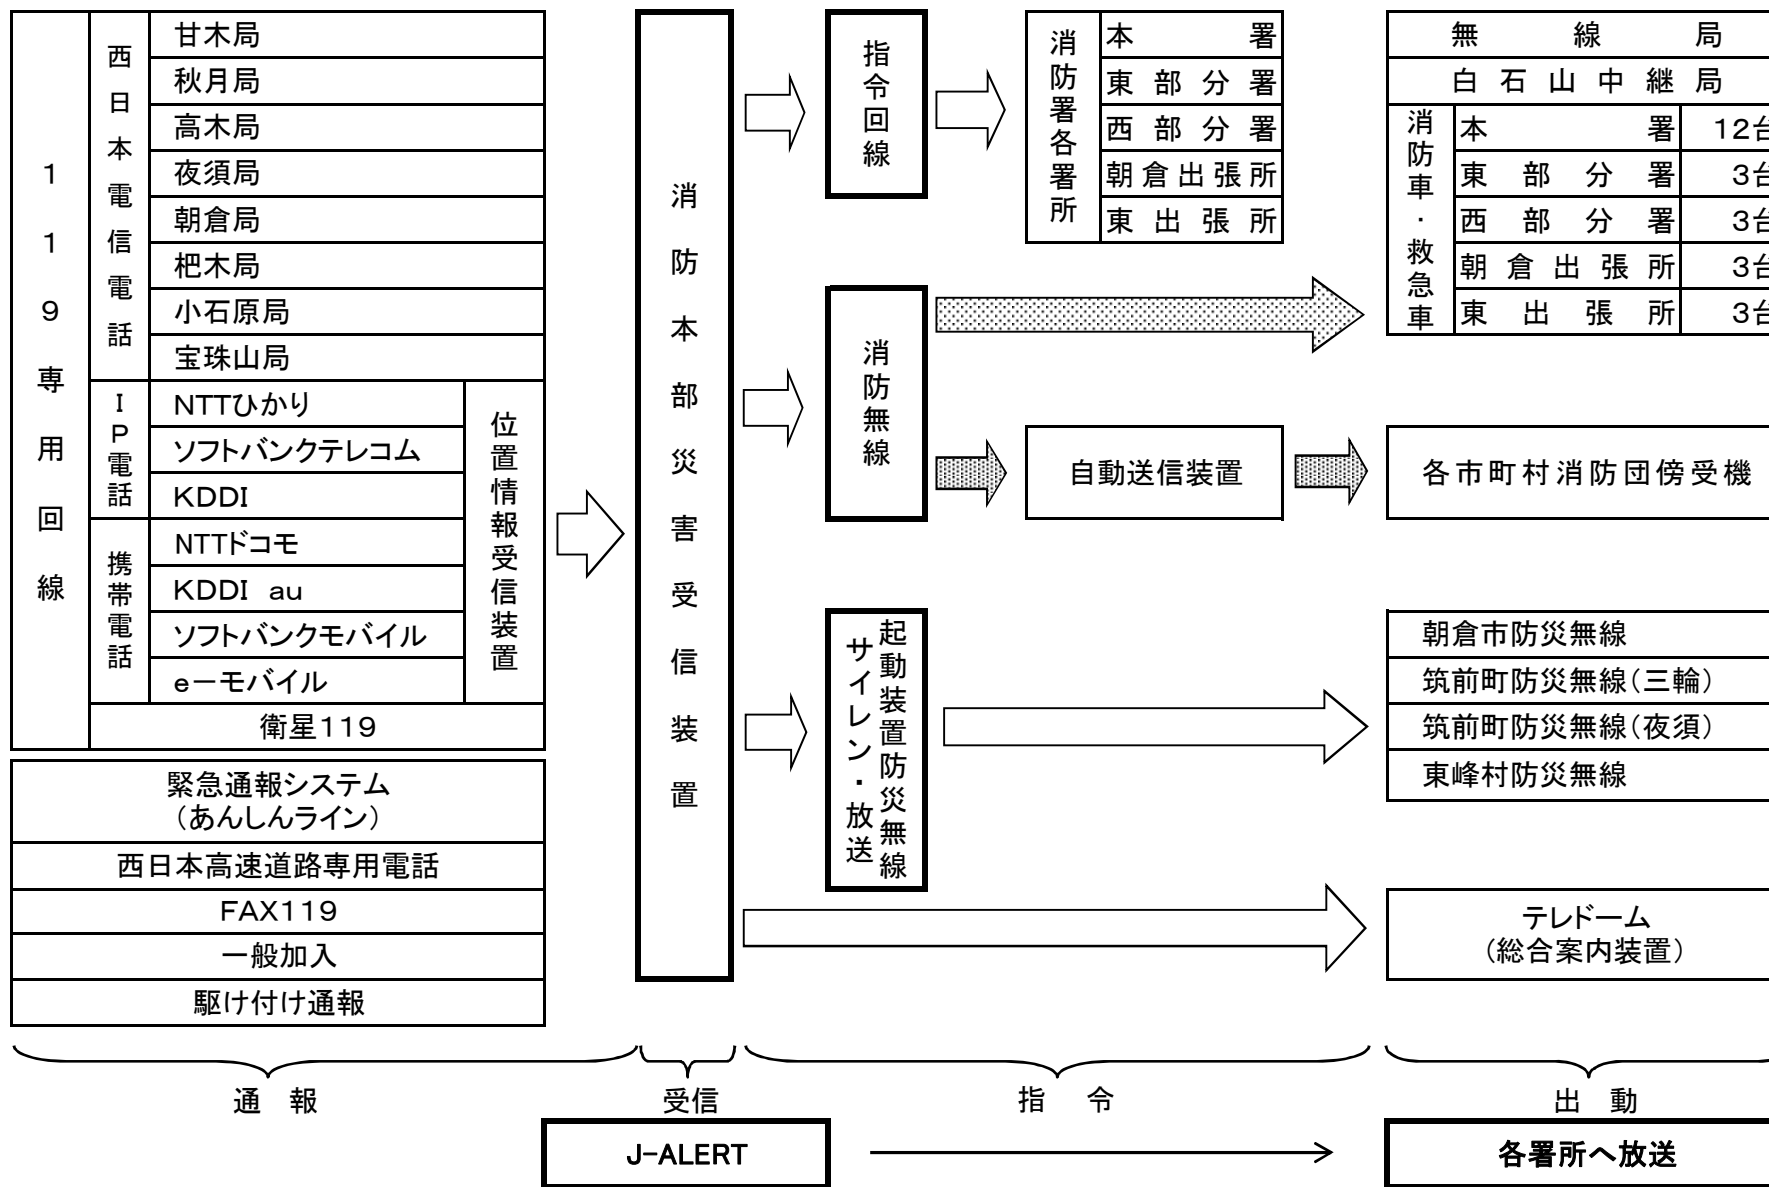 119専用回線
西日本電信電話
甘木局
秋月局
高木局
夜須局
朝倉局
杷木局
小石原局
宝珠山局
IP電話
NTTひかり
ソフトバンクテレコム
KDDI
携帯電話
NTTドコモ
KDDI au
ソフトバンクモバイル
e-モバイル
位置情報受信装置
衛星119
緊急通報システム
(あんしんライン)
西日本高速道路専用電話
FAX119
一般加入
駆け付け通報
消防本部災害受信装置
指令回線
消防署各署所
本署
東部分署
西部分署
朝倉出張所
東出張所
無線局
白石山中継局
消防車・救急車
本署 12台
東部分署 3台
西部分署 3台
朝倉出張所 3台
東出張所 3台
消防無線
自動送信装置
各市町村消防団傍受機
起動装置防災無線
サイレン・放送
朝倉市防災無線
筑前町防災無線(三輪)
筑前町防災無線(夜須)
東峰村防災無線
テレドーム
(総合案内装置)
通報
受信
指令
出動
J-ALERT
各署所へ放送